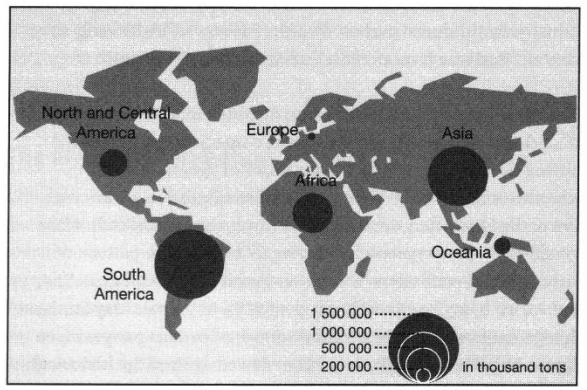 North and Central
America
Europe
Asia
Africa
Oceania
South
America
1 500 000
1 000 000
500 000
200 000
in thousand tons